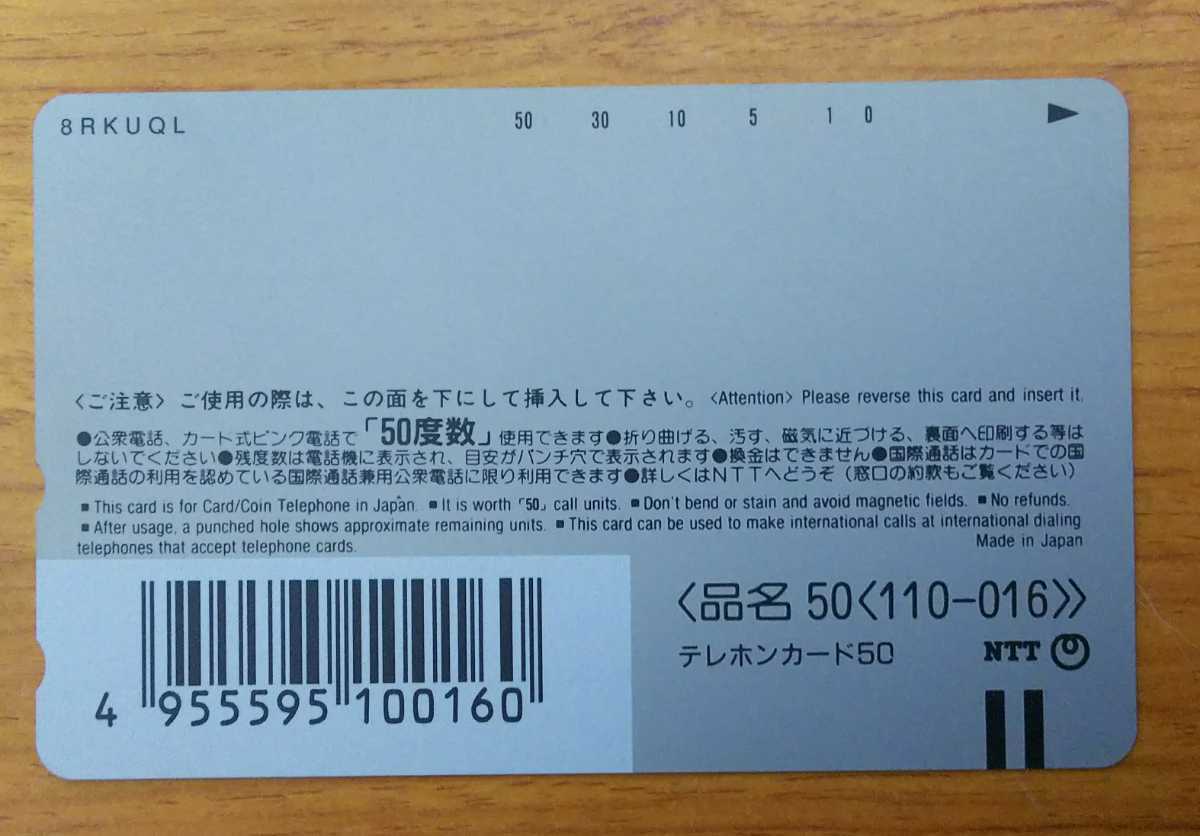 8RKUQL 50 30 10 5 1 0
〈ご注意〉ご使用の際は、この面を下にして挿入して下さい。〈Attention〉Please reverse this card and insert it.
●公衆電話、カード式ピンク電話で「50度数」使用できます●折り曲げる、汚す、磁気に近づける、裏面へ印刷する等は
しないでください●残度数は電話機に表示され、目安がパンチ穴で表示されます●換金はできません●国際通話はカードでの国
際通話の利用を認めている国際通話兼用公衆電話に限り利用できます●詳しくはNTTへどうぞ（窓口の約款もご覧ください）
■This card is for Card/Coin Telephone in Japan. ■It is worth「50」call units. ■Don't bend or stain and avoid magnetic fields. ■No refunds.
■After usage, a punched hole shows approximate remaining units. ■This card can be used to make international calls at international dialing
telephones that accept telephone cards. Made in Japan
〈品名 50〈110-016〉〉
テレホンカード50 NTT
4 955595 100160